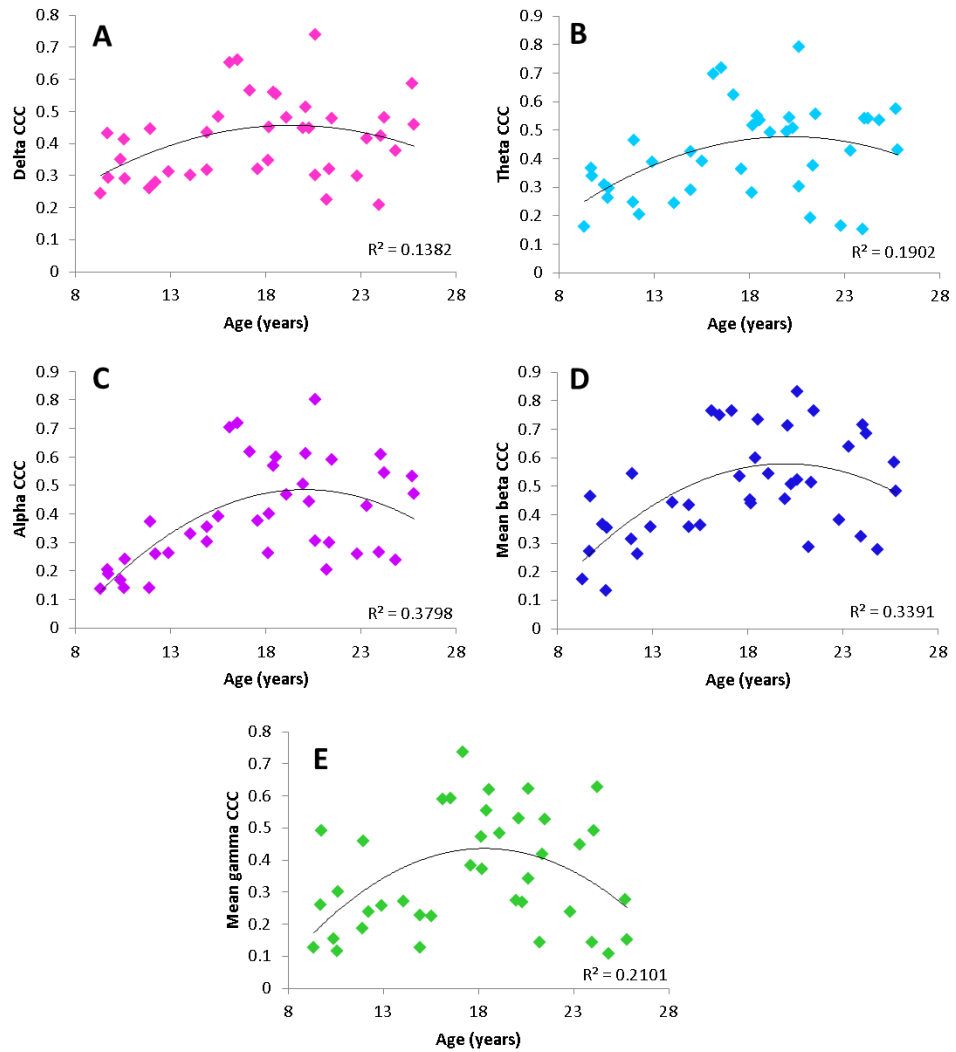 A
Delta CCC
0.8
0.7
0.6
0.5
0.4
0.3
0.2
0.1
0
R² = 0.1382
8 13 18 23 28
Age (years)
B
Theta CCC
0.9
0.8
0.7
0.6
0.5
0.4
0.3
0.2
0.1
0
R² = 0.1902
8 13 18 23 28
Age (years)
C
Alpha CCC
0.9
0.8
0.7
0.6
0.5
0.4
0.3
0.2
0.1
0
R² = 0.3798
8 13 18 23 28
Age (years)
D
Mean beta CCC
0.9
0.8
0.7
0.6
0.5
0.4
0.3
0.2
0.1
0
R² = 0.3391
8 13 18 23 28
Age (years)
E
Mean gamma CCC
0.8
0.7
0.6
0.5
0.4
0.3
0.2
0.1
0
R² = 0.2101
8 13 18 23 28
Age (years)